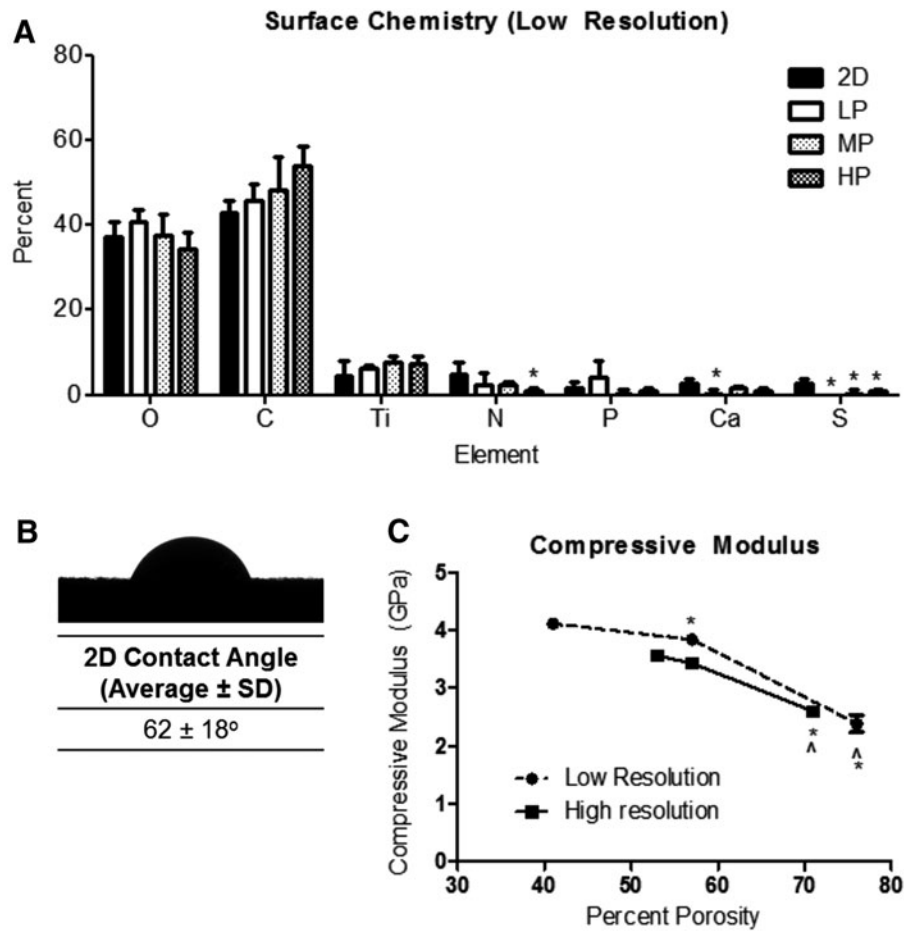 A
Surface Chemistry (Low Resolution)
80
60
40
20
0
Percent
2D
LP
MP
HP
*
*
*
*
*
O
C
Ti
N
P
Ca
S
Element
B
2D Contact Angle
(Average ± SD)
62 ± 18º
C
Compressive Modulus
5
4
3
2
1
0
Compressive Modulus (GPa)
*
*
^
^
*
Low Resolution
High resolution
30
40
50
60
70
80
Percent Porosity